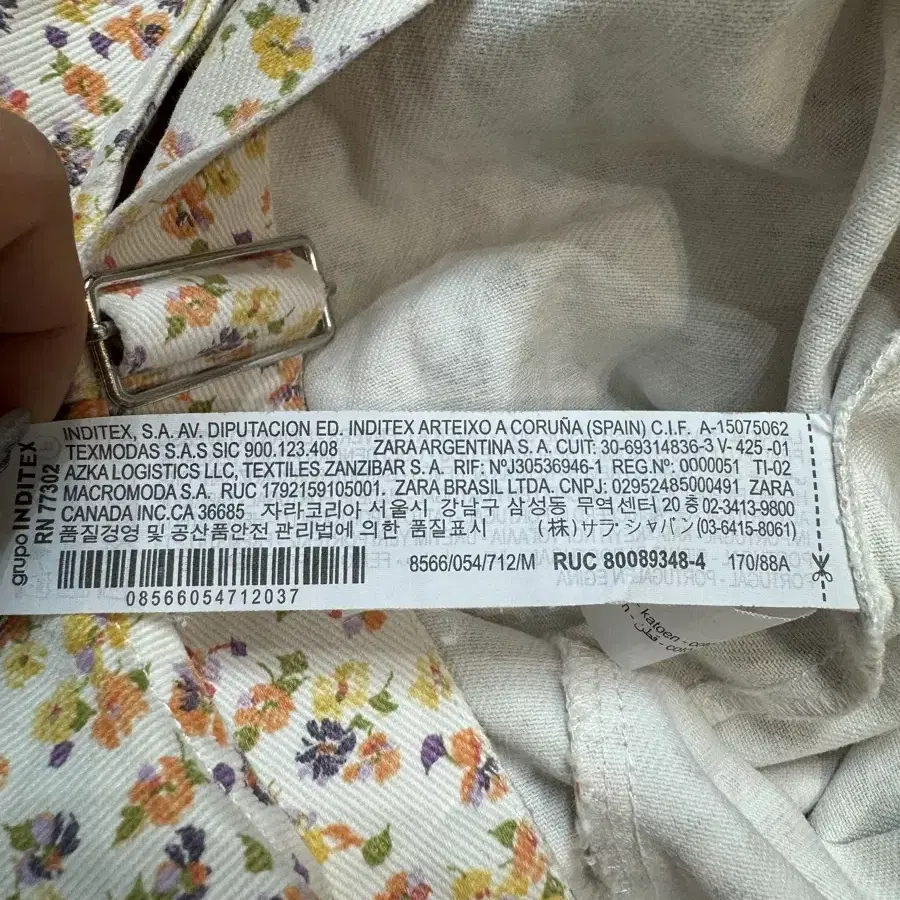 grupo INDITEX
RN 77302
INDITEX, S.A. AV. DIPUTACION ED. INDITEX ARTEIXO A CORUÑA (SPAIN) C.I.F. A-15075062
TEXMODAS S.A.S SIC 900.123.408 ZARA ARGENTINA S. A. CUIT: 30-69314836-3 V- 425 -01
AZKA LOGISTICS LLC, TEXTILES ZANZIBAR S.A. RIF: NºJ30536946-1 REG.Nº: 0000051 TI-02
MACROMODA S.A. RUC 1792159105001. ZARA BRASIL LTDA. CNPJ: 02952485000491 ZARA
CANADA INC.CA 36685 . 자라코리아 서울시 강남구 삼성동 무역센터 20층 02-3413-9800
품질경영 및 공산품안전 관리법에 의한 품질표시 (株) サラ・シャパン(03-6415-8061)
8566/054/712/M RUC 80089348-4 170/88A
08566054712037
- katoen - co
قطن -